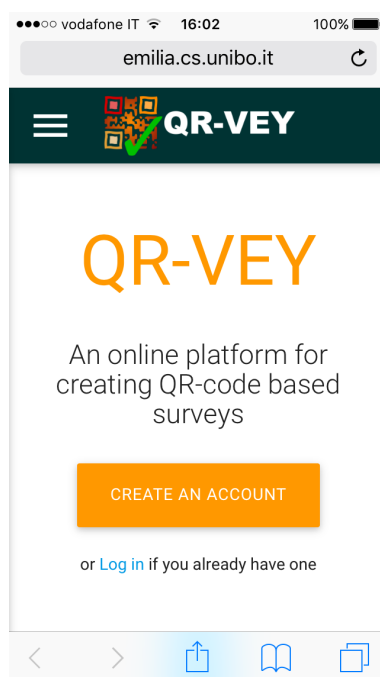 vodafone IT 16:02 100%
emilia.cs.unibo.it
QR-VEY
QR-VEY
An online platform for
creating QR-code based
surveys
CREATE AN ACCOUNT
or Log in if you already have one